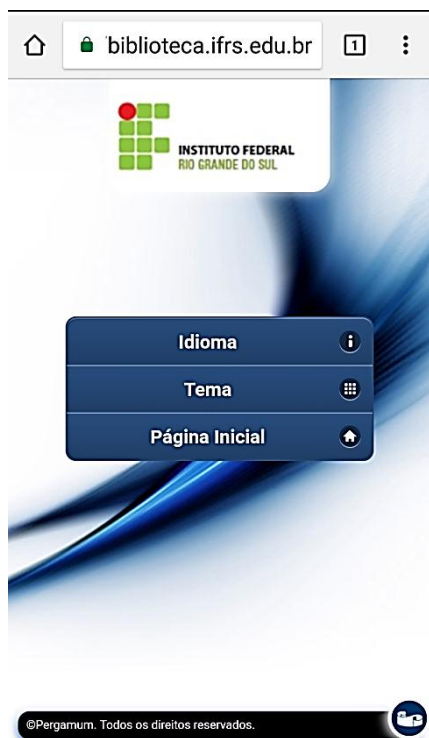 biblioteca.ifrs.edu.br
1
INSTITUTO FEDERAL
RIO GRANDE DO SUL
Idioma
Tema
Página Inicial
©Pergamum. Todos os direitos reservados.